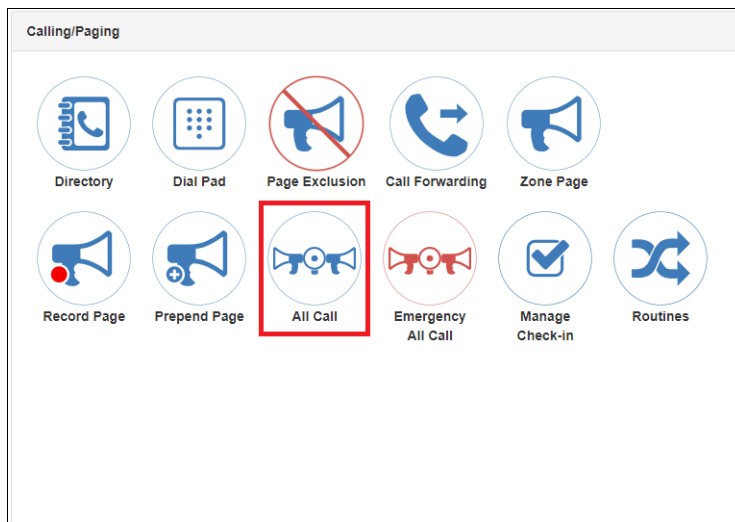 Calling/Paging
Directory
Dial Pad
Page Exclusion
Call Forwarding
Zone Page
Record Page
Prepend Page
All Call
Emergency
All Call
Manage
Check-in
Routines